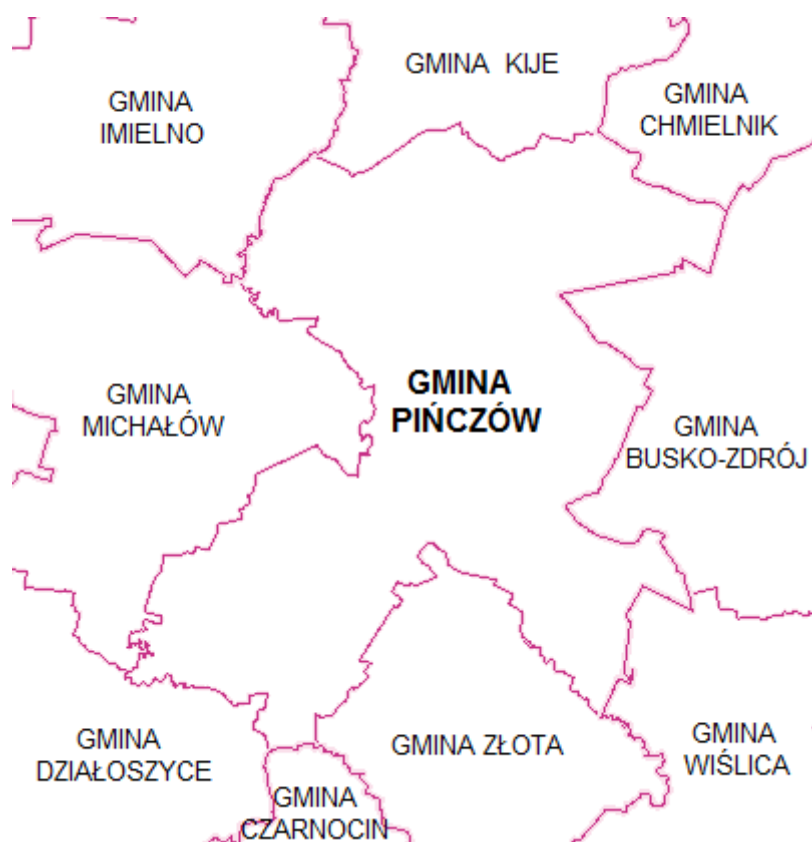 GMINA KIJE
GMINA
IMIELNO
GMINA
CHMIELNIK
GMINA
MICHAŁÓW
GMINA
PIŃCZÓW
GMINA
BUSKO-ZDRÓJ
GMINA
DZIAŁOSZYCE
GMINA ZŁOTA
GMINA
WIŚLICA
GMINA
CZARNOCIN